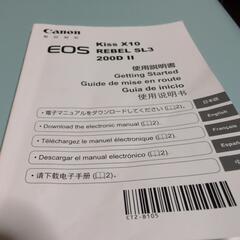 Canon
EOS
Kiss X10
REBEL SL3
200D II
使用説明書
Getting Started
Guide de mise en route
Guía de inicio
使用说明书
・電子マニュアルをダウンロードしてください(2)。
• Download the electronic manual (2).
• Téléchargez le manuel électronique (2).
• Descargar el manual electrónico (2).
• 请下载电子手册(2)。
日本語
English
Français
Español
CT2-B105